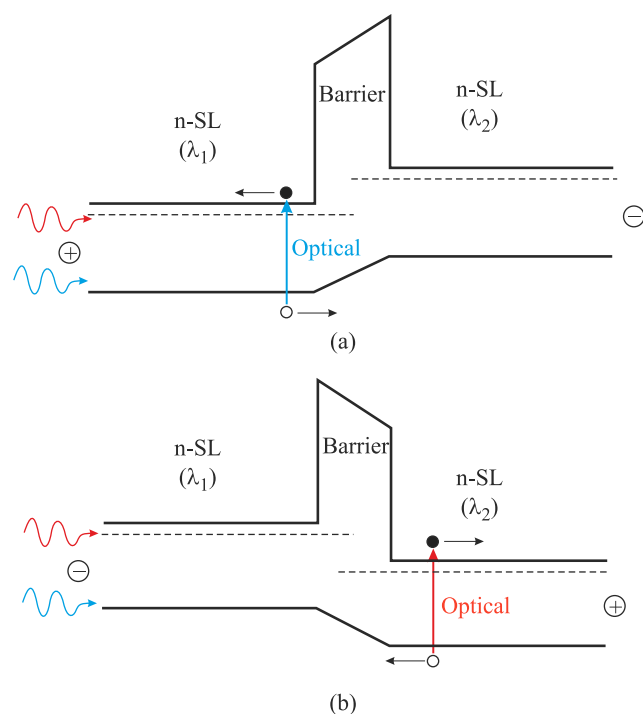 n-SL
(λ1)
Barrier
n-SL
(λ2)
+
−
Optical
(a)
n-SL
(λ1)
Barrier
n-SL
(λ2)
−
+
Optical
(b)